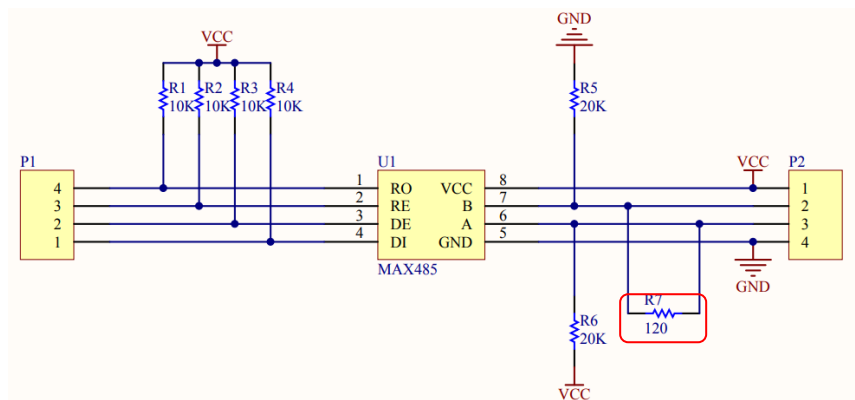 GND
VCC
R1 R2 R3 R4
10K 10K 10K 10K
R5
20K
P1
U1
VCC
P2
4 1 RO VCC 8 1
3 2 RE B 7 2
2 3 DE A 6 3
1 4 DI GND 5 4
MAX485
GND
R7
120
R6
20K
VCC